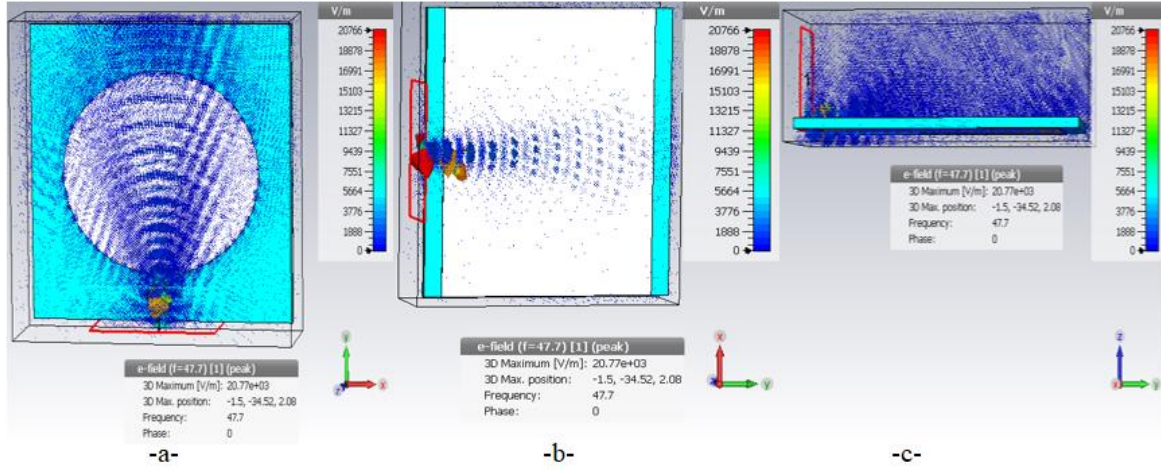 V/m
20766
18878
16991
15103
13215
11327
9439
7551
5664
3776
1888
0
e-field (f=47.7) [1] (peak)
3D Maximum [V/m]: 20.77e+03
3D Max. position: -1.5, -34.52, 2.08
Frequency: 47.7
Phase: 0
y
x
z
-a-
V/m
20766
18878
16991
15103
13215
11327
9439
7551
5664
3776
1888
0
e-field (f=47.7) [1] (peak)
3D Maximum [V/m]: 20.77e+03
3D Max. position: -1.5, -34.52, 2.08
Frequency: 47.7
Phase: 0
x
z
y
-b-
1
V/m
20766
18878
16991
15103
13215
11327
9439
7551
5664
3776
1888
0
e-field (f=47.7) [1] (peak)
3D Maximum [V/m]: 20.77e+03
3D Max. position: -1.5, -34.52, 2.08
Frequency: 47.7
Phase: 0
z
x
y
-c-